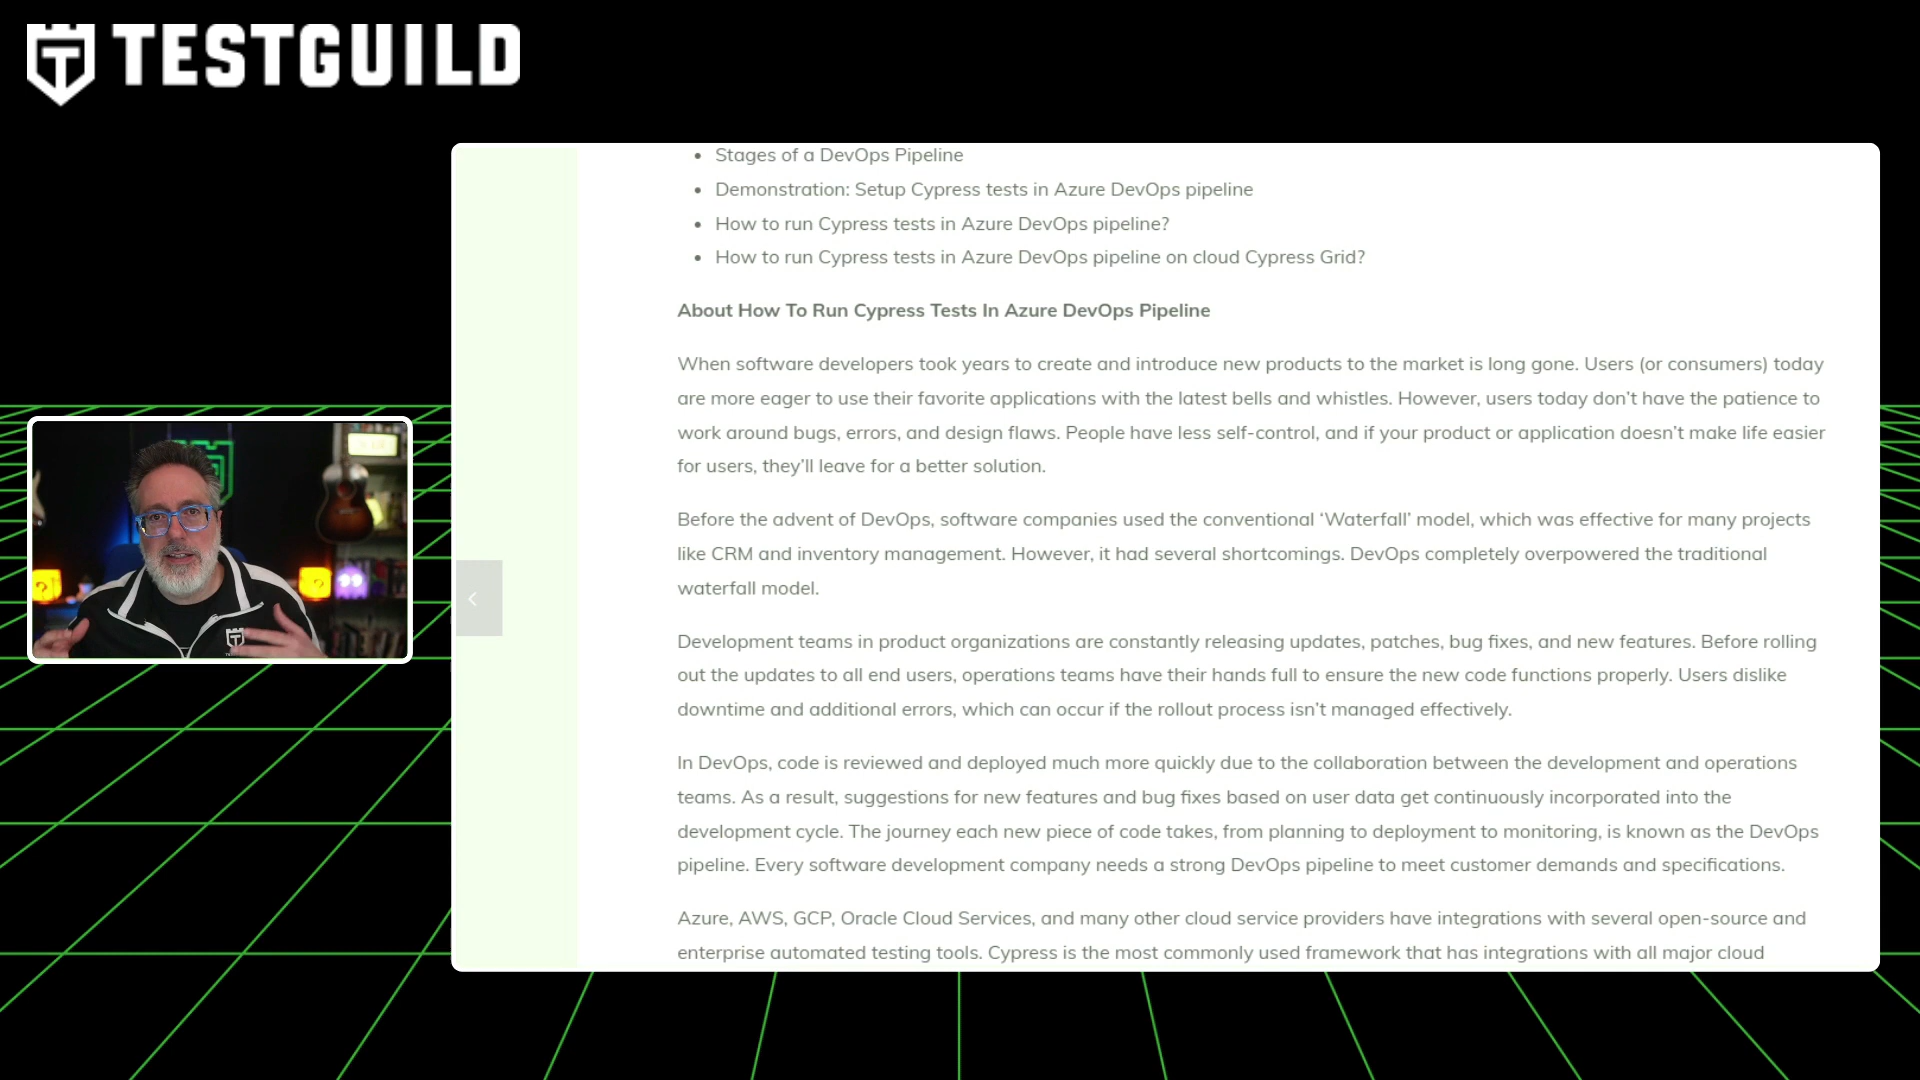 TESTGUILD
Stages of a DevOps Pipeline
Demonstration: Setup Cypress tests in Azure DevOps pipeline
How to run Cypress tests in Azure DevOps pipeline?
How to run Cypress tests in Azure DevOps pipeline on cloud Cypress Grid?
About How To Run Cypress Tests In Azure DevOps Pipeline
When software developers took years to create and introduce new products to the market is long gone. Users (or consumers) today
are more eager to use their favorite applications with the latest bells and whistles. However, users today don’t have the patience to
work around bugs, errors, and design flaws. People have less self-control, and if your product or application doesn’t make life easier
for users, they’ll leave for a better solution.
Before the advent of DevOps, software companies used the conventional ‘Waterfall’ model, which was effective for many projects
like CRM and inventory management. However, it had several shortcomings. DevOps completely overpowered the traditional
waterfall model.
Development teams in product organizations are constantly releasing updates, patches, bug fixes, and new features. Before rolling
out the updates to all end users, operations teams have their hands full to ensure the new code functions properly. Users dislike
downtime and additional errors, which can occur if the rollout process isn’t managed effectively.
In DevOps, code is reviewed and deployed much more quickly due to the collaboration between the development and operations
teams. As a result, suggestions for new features and bug fixes based on user data get continuously incorporated into the
development cycle. The journey each new piece of code takes, from planning to deployment to monitoring, is known as the DevOps
pipeline. Every software development company needs a strong DevOps pipeline to meet customer demands and specifications.
Azure, AWS, GCP, Oracle Cloud Services, and many other cloud service providers have integrations with several open-source and
enterprise automated testing tools. Cypress is the most commonly used framework that has integrations with all major cloud